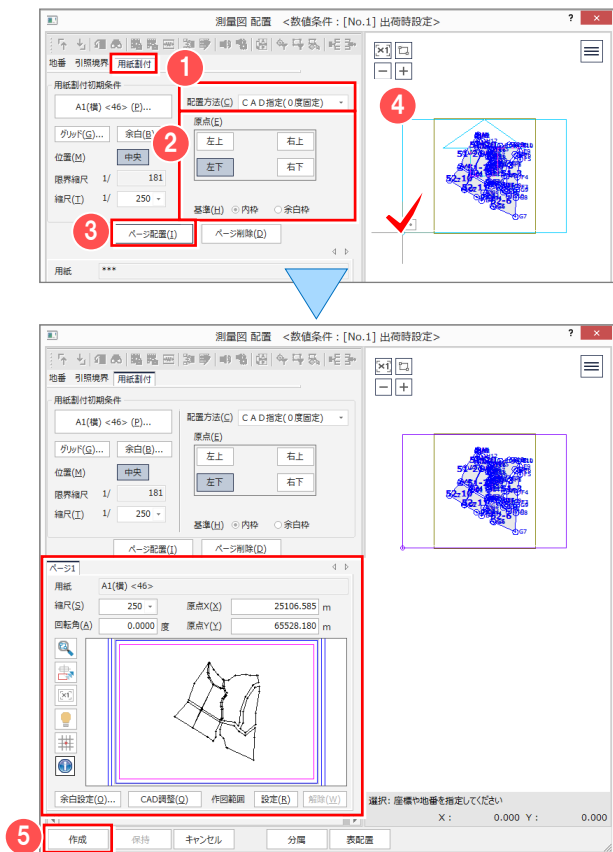 測量図 配置 <数値条件：[No.1] 出荷時設定>
? ×
地番 引照境界 用紙割付
1
用紙割付初期条件
A1(横) <46> (P)...
配置方法(C) ＣＡＤ指定(０度固定)
2
原点(E)
グリッド(G)... 余白(B)
左上 右上
位置(M) 中央
左下 右下
限界縮尺 1/ 181
縮尺(T) 1/ 250
基準(H) 内枠 余白枠
3
ページ配置(I) ページ削除(D)
用紙 ***
4
G7
測量図 配置 <数値条件：[No.1] 出荷時設定>
? ×
地番 引照境界 用紙割付
用紙割付初期条件
A1(横) <46> (P)...
配置方法(C) ＣＡＤ指定(０度固定)
原点(E)
グリッド(G)... 余白(B)...
左上 右上
位置(M) 中央
左下 右下
限界縮尺 1/ 181
縮尺(T) 1/ 250
基準(H) 内枠 余白枠
ページ配置(I) ページ削除(D)
ページ1
用紙 A1(横) <46>
縮尺(S) 250 原点X(X) 25106.585 m
回転角(A) 0.0000 度 原点Y(Y) 65528.180 m
余白設定(O)... CAD調整(Q) 作図範囲 設定(R) 解除(W)
G7
選択: 座標や地番を指定してください
X : 0.000 Y : 0.000
5
作成 保持 キャンセル 分属 表配置